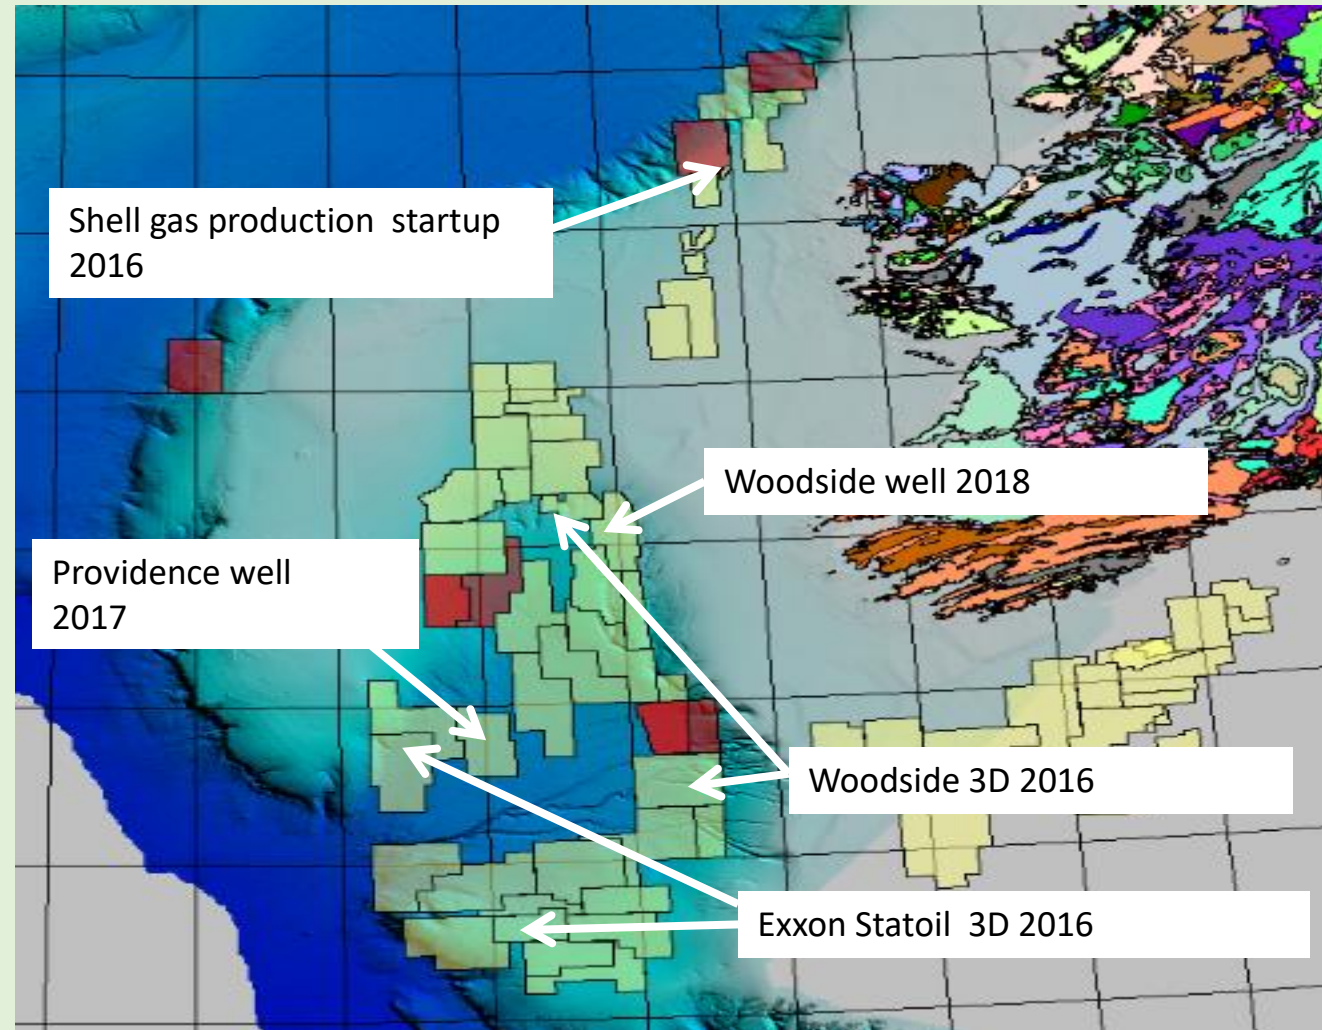 Shell gas production startup
2016
Woodside well 2018
Providence well
2017
Woodside 3D 2016
Exxon Statoil 3D 2016